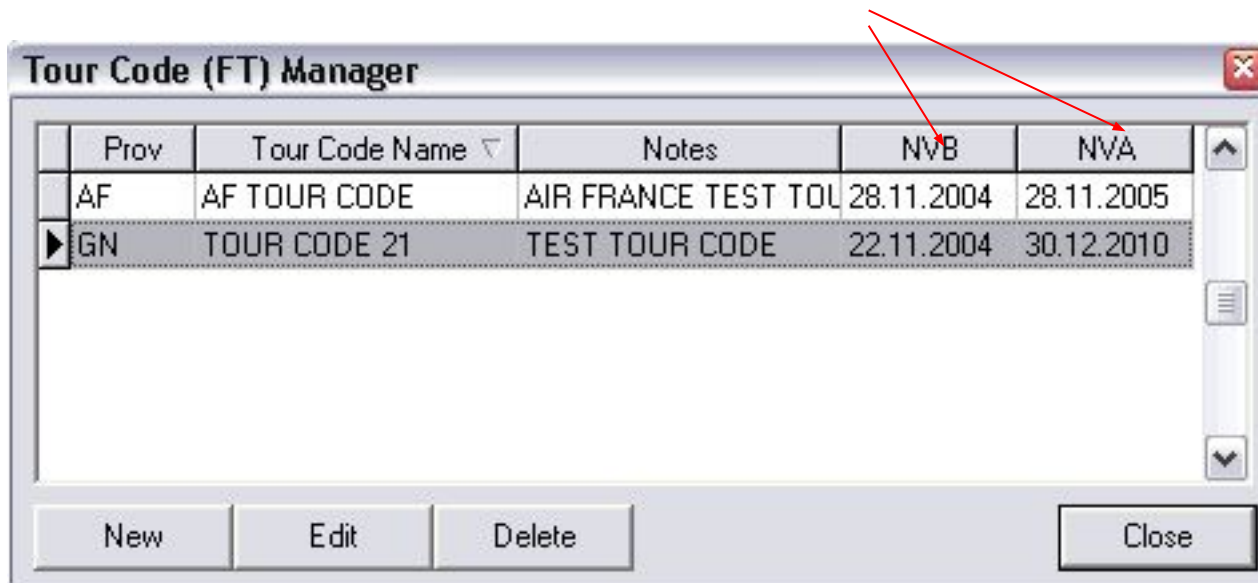 Tour Code (FT) Manager
Prov Tour Code Name Notes NVB NVA
AF AF TOUR CODE AIR FRANCE TEST TOU 28.11.2004 28.11.2005
GN TOUR CODE 21 TEST TOUR CODE 22.11.2004 30.12.2010
New Edit Delete Close